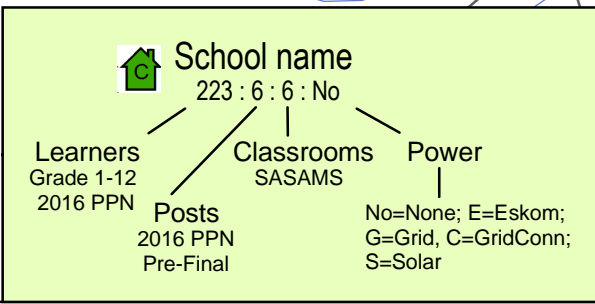 C
School name
223 : 6 : 6 : No
Learners
Grade 1-12
2016 PPN
Posts
2016 PPN
Pre-Final
Classrooms
SASAMS
Power
No=None; E=Eskom;
G=Grid, C=GridConn;
S=Solar